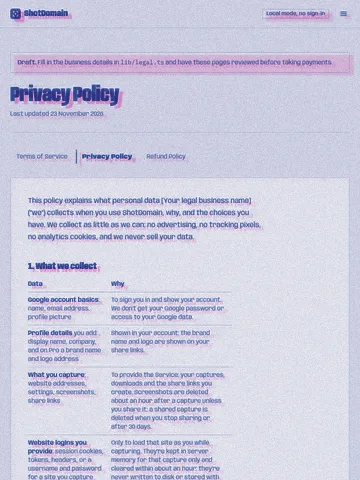 ShotDomain
Local mode, no sign-in
Draft. Fill in the business details in lib/legal.ts and have these pages reviewed before taking payments.
Privacy Policy
Last updated 23 November 2026
Terms of Service
Privacy Policy
Refund Policy
This policy explains what personal data [Your legal business name]
("we") collects when you use ShotDomain, why, and the choices you
have. We collect as little as we can: no advertising, no tracking pixels,
no analytics cookies, and we never sell your data.
1. What we collect
Data
Why
Google account basics:
name, email address,
profile picture
To sign you in and show your account.
We don't get your Google password or
access to your Google data.
Profile details you add:
display name, company,
and on Pro a brand name
and logo address
Shown in your account; the brand
name and logo are shown on your
share links.
What you capture:
website addresses,
settings, screenshots,
share links
To provide the Service: your captures,
downloads and the share links you
create. Screenshots are deleted
about an hour after a capture unless
you share it; a shared capture is
deleted when you stop sharing or
after 30 days.
Website logins you
provide: session cookies,
tokens, headers, or a
username and password
for a site you capture
Only to load that site as you while
capturing. They're kept in server
memory for that capture only and
cleared within about an hour; they're
never written to disk or stored with